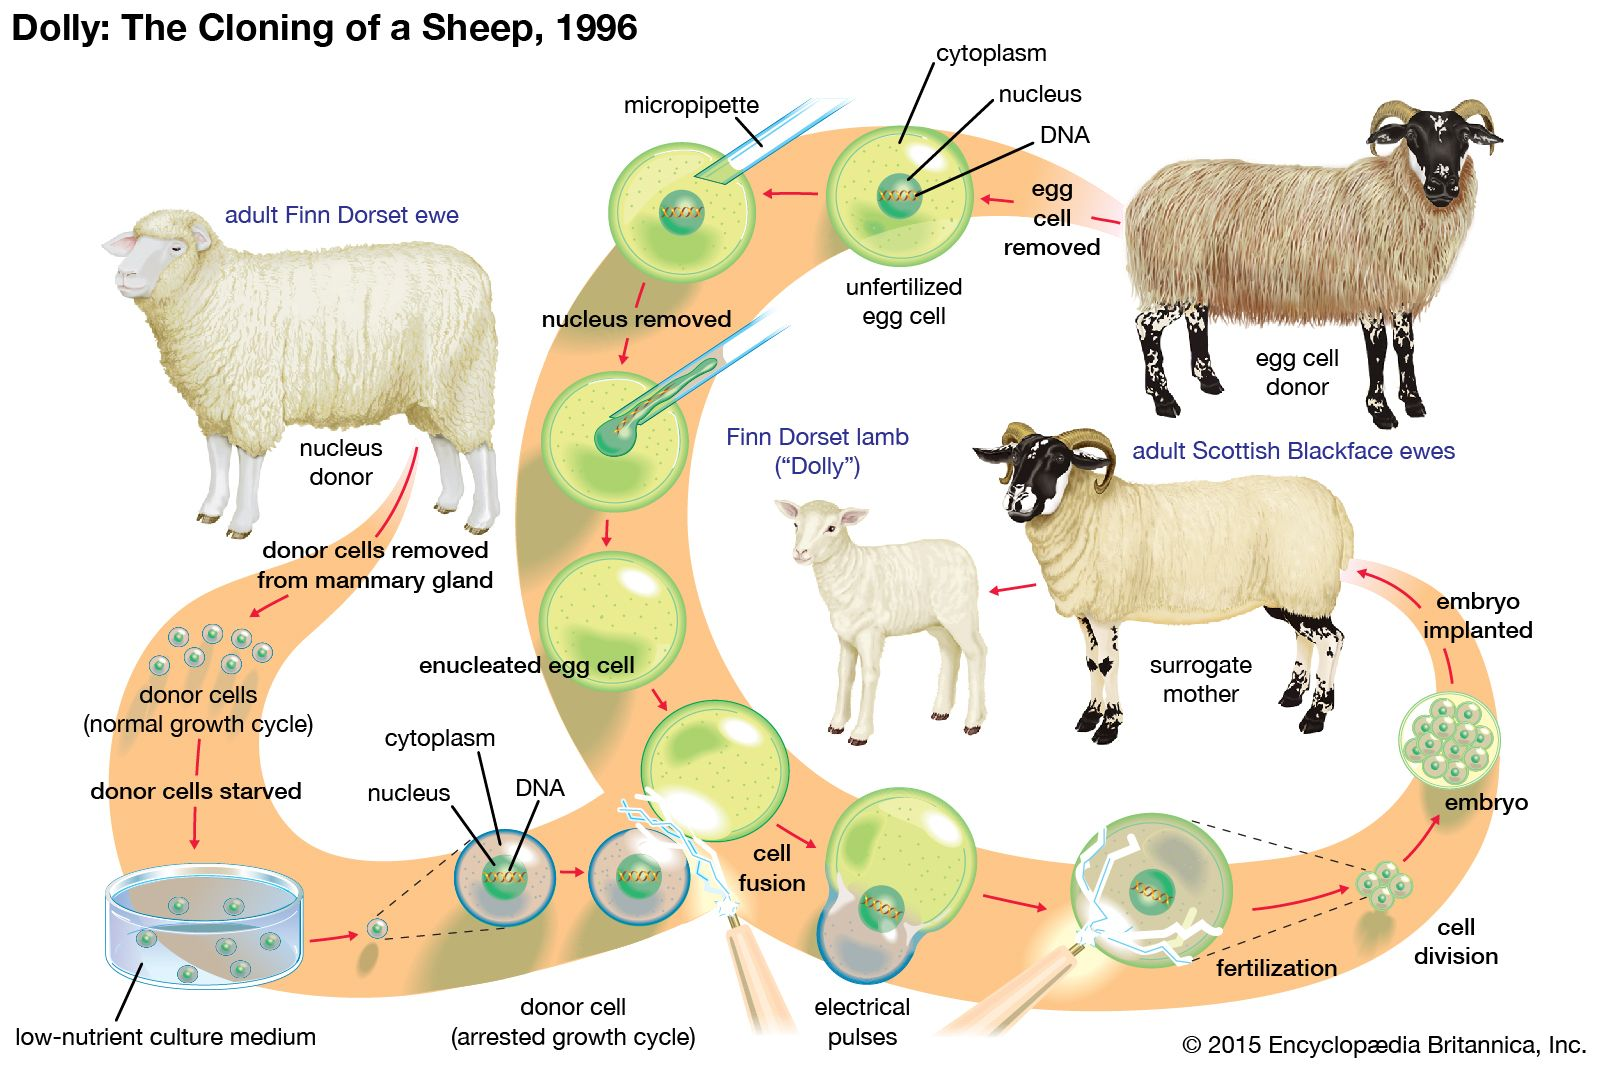 Dolly: The Cloning of a Sheep, 1996
cytoplasm
nucleus
DNA
micropipette
egg
cell
removed
unfertilized
egg cell
egg cell
donor
adult Finn Dorset ewe
nucleus
donor
nucleus removed
donor cells removed
from mammary gland
donor cells
(normal growth cycle)
donor cells starved
low-nutrient culture medium
enucleated egg cell
cytoplasm
nucleus
DNA
donor cell
(arrested growth cycle)
cell
fusion
electrical
pulses
fertilization
cell
division
embryo
embryo
implanted
adult Scottish Blackface ewes
surrogate
mother
Finn Dorset lamb
(“Dolly”)
© 2015 Encyclopædia Britannica, Inc.